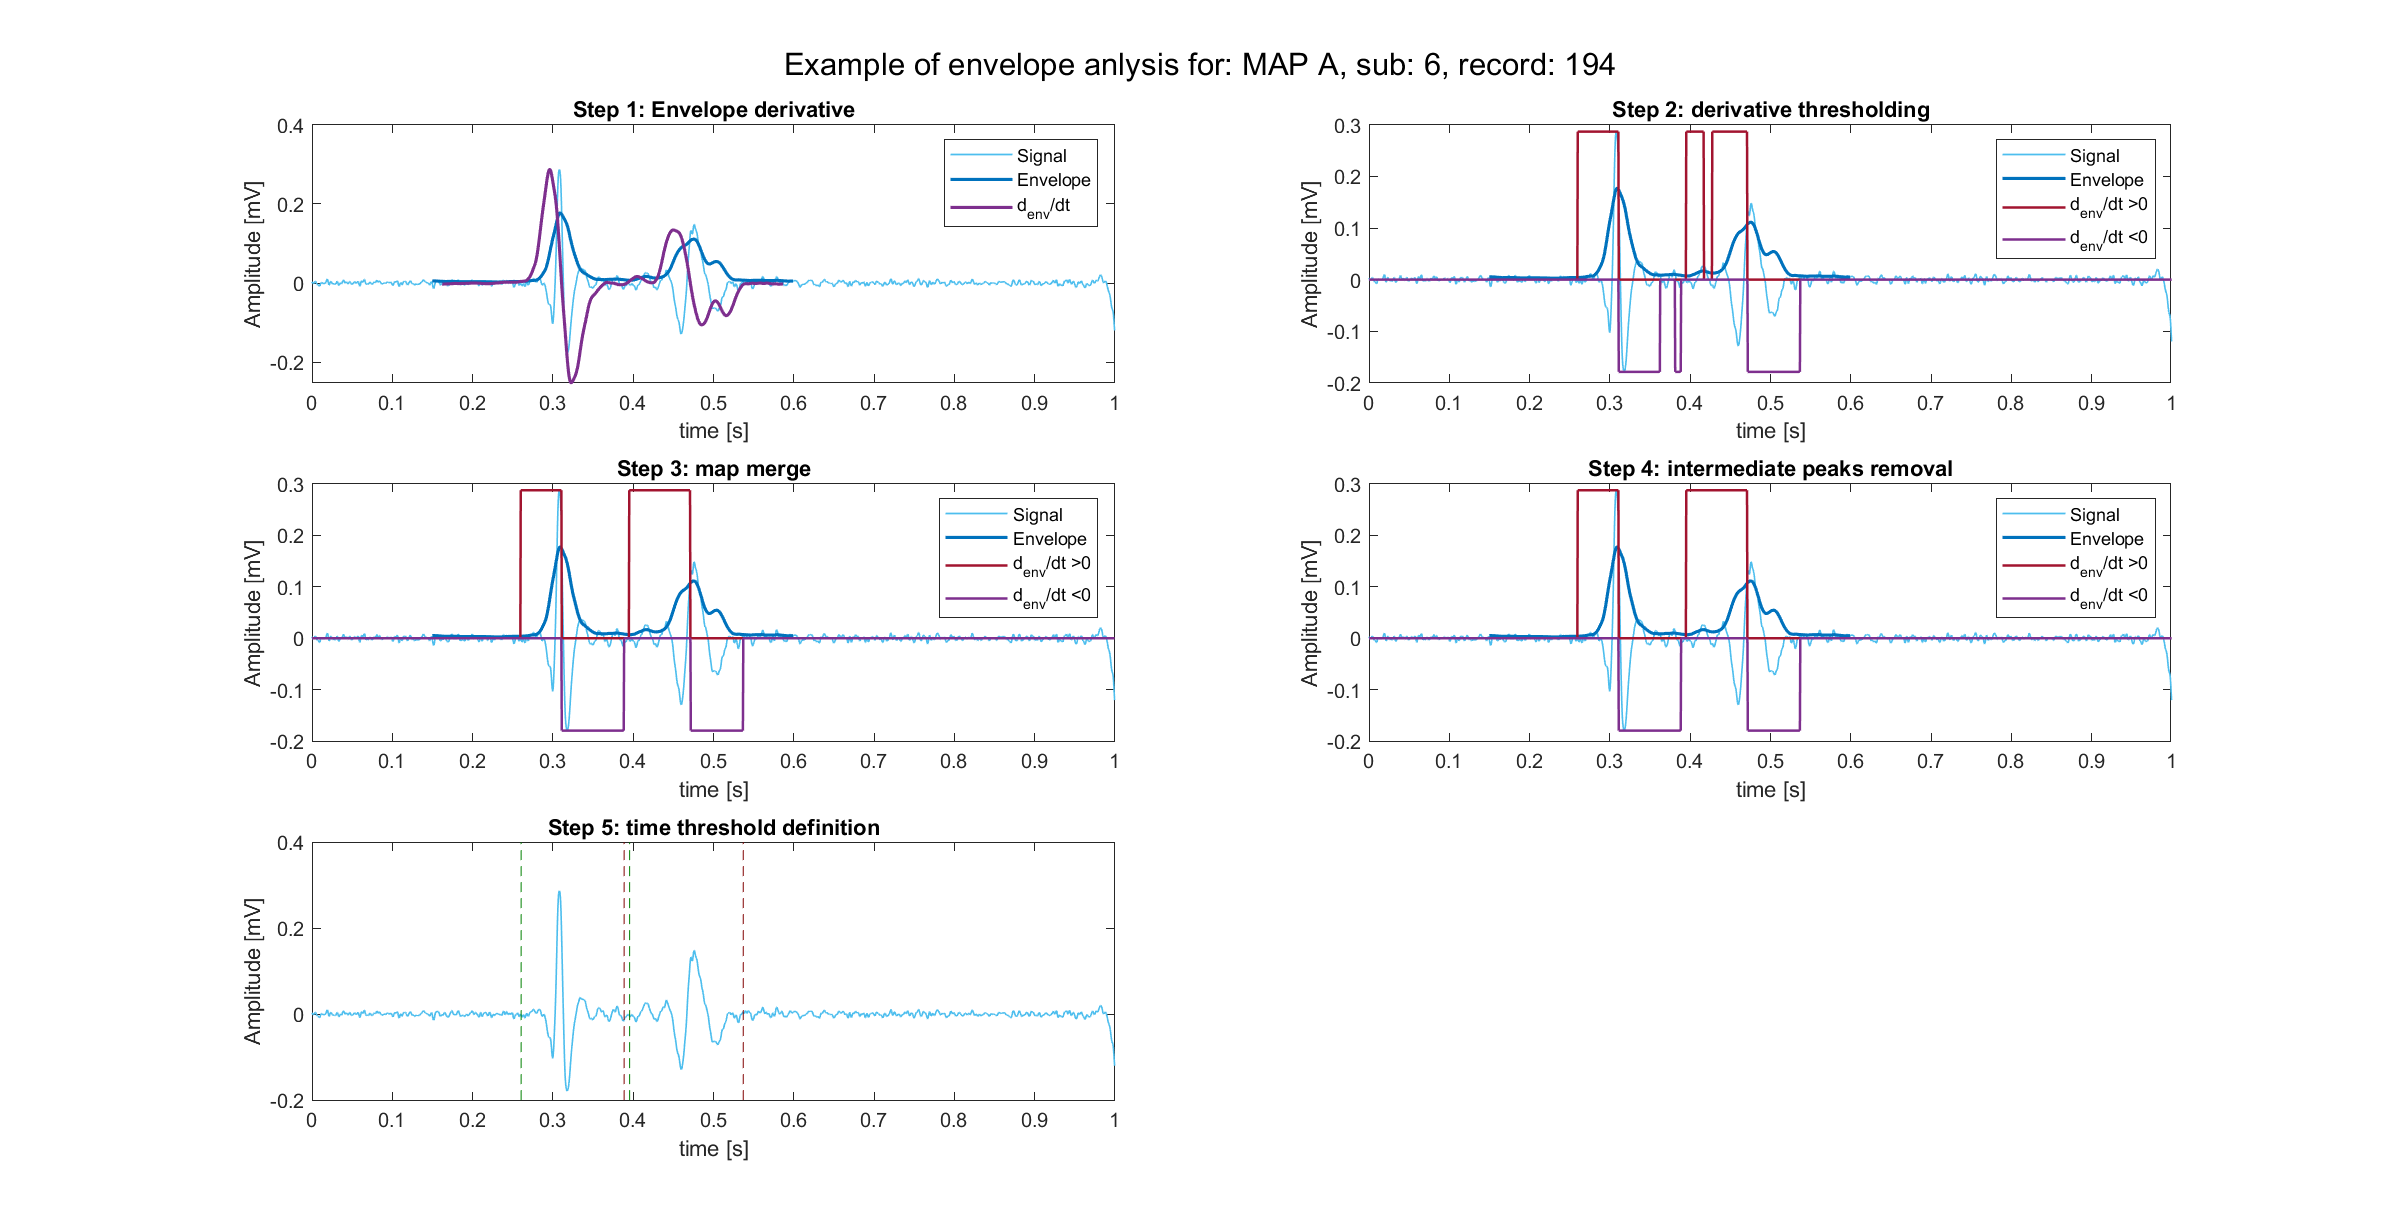 Example of envelope anlysis for: MAP A, sub: 6, record: 194
Step 1: Envelope derivative
0.4
0.2
0
-0.2
Amplitude [mV]
0 0.1 0.2 0.3 0.4 0.5 0.6 0.7 0.8 0.9 1
time [s]
Signal
Envelope
d_env/dt
Step 2: derivative thresholding
0.3
0.2
0.1
0
-0.1
-0.2
Amplitude [mV]
0 0.1 0.2 0.3 0.4 0.5 0.6 0.7 0.8 0.9 1
time [s]
Signal
Envelope
d_env/dt >0
d_env/dt <0
Step 3: map merge
0.3
0.2
0.1
0
-0.1
-0.2
Amplitude [mV]
0 0.1 0.2 0.3 0.4 0.5 0.6 0.7 0.8 0.9 1
time [s]
Signal
Envelope
d_env/dt >0
d_env/dt <0
Step 4: intermediate peaks removal
0.3
0.2
0.1
0
-0.1
-0.2
Amplitude [mV]
0 0.1 0.2 0.3 0.4 0.5 0.6 0.7 0.8 0.9 1
time [s]
Signal
Envelope
d_env/dt >0
d_env/dt <0
Step 5: time threshold definition
0.4
0.2
0
-0.2
Amplitude [mV]
0 0.1 0.2 0.3 0.4 0.5 0.6 0.7 0.8 0.9 1
time [s]